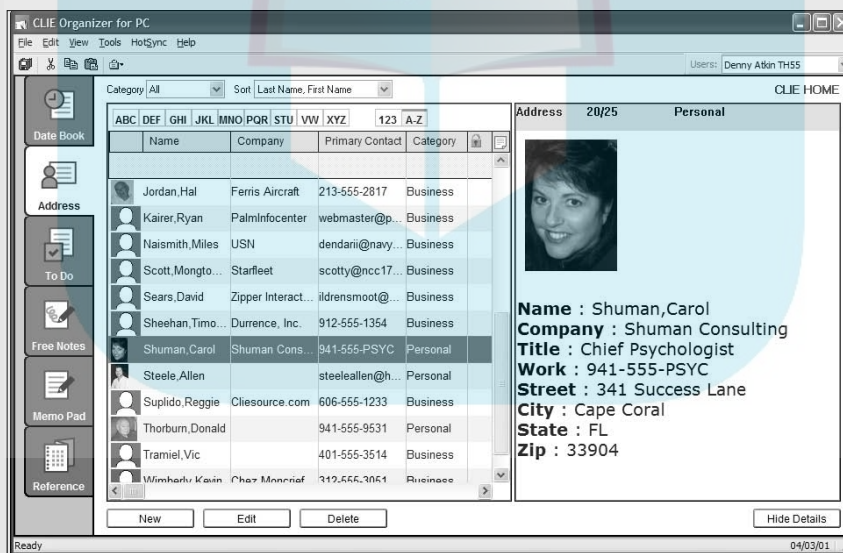 CLIE Organizer for PC
File Edit View Tools HotSync Help
Users: Denny Atkin TH55
Category All Sort Last Name, First Name
CLIE HOME
Date Book
Address
To Do
Free Notes
Memo Pad
Reference
ABC DEF GHI JKL MNO PQR STU VW XYZ 123 A-Z
Name Company Primary Contact Category
Jordan,Hal Ferris Aircraft 213-555-2817 Business
Kairer,Ryan PalmInfocenter webmaster@p... Business
Naismith,Miles USN dendarii@navy... Business
Scott,Mongto... Starfleet scotty@ncc17... Business
Sears,David Zipper Interact... ildrensmoot@... Business
Sheehan,Timo... Durrence, Inc. 912-555-1354 Business
Shuman,Carol Shuman Cons... 941-555-PSYC Personal
Steele,Allen steeleallen@h... Personal
Suplido,Reggie Cliesource.com 606-555-1233 Business
Thorburn,Donald 941-555-9531 Personal
Tramiel,Vic 401-555-3514 Business
Wimberly,Kevin Chez Moncrief 312-555-3051 Business
New Edit Delete
Address 20/25 Personal
Name : Shuman,Carol
Company : Shuman Consulting
Title : Chief Psychologist
Work : 941-555-PSYC
Street : 341 Success Lane
City : Cape Coral
State : FL
Zip : 33904
Hide Details
Ready 04/03/01